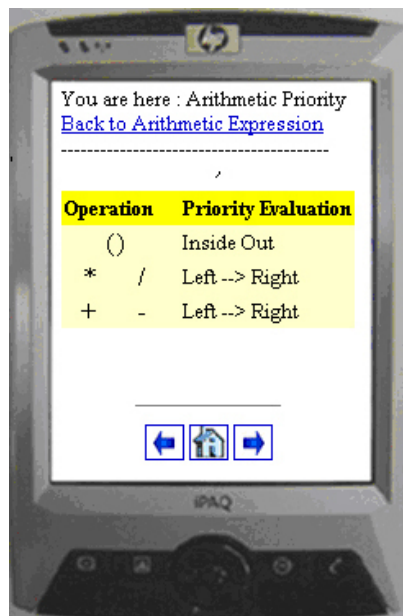 hp
You are here : Arithmetic Priority
Back to Arithmetic Expression
----------------------------------------
,
Operation Priority Evaluation
() Inside Out
* / Left --> Right
+ - Left --> Right
iPAQ